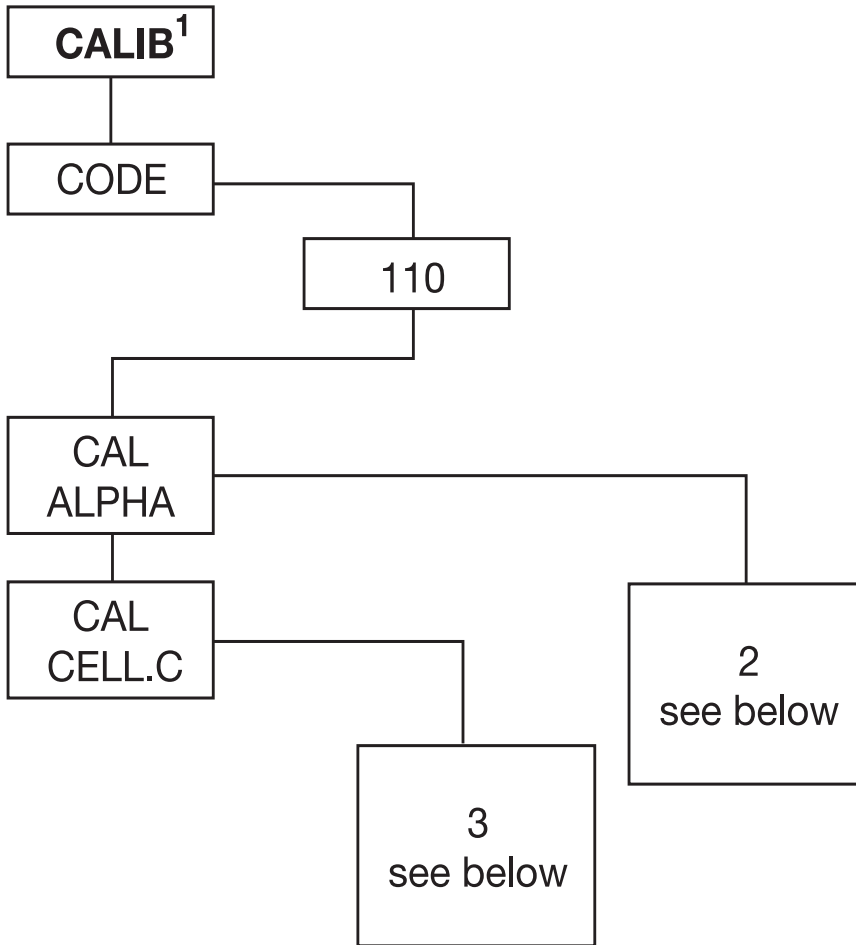 CALIB¹
CODE
110
CAL
ALPHA
CAL
CELL.C
2
see below
3
see below